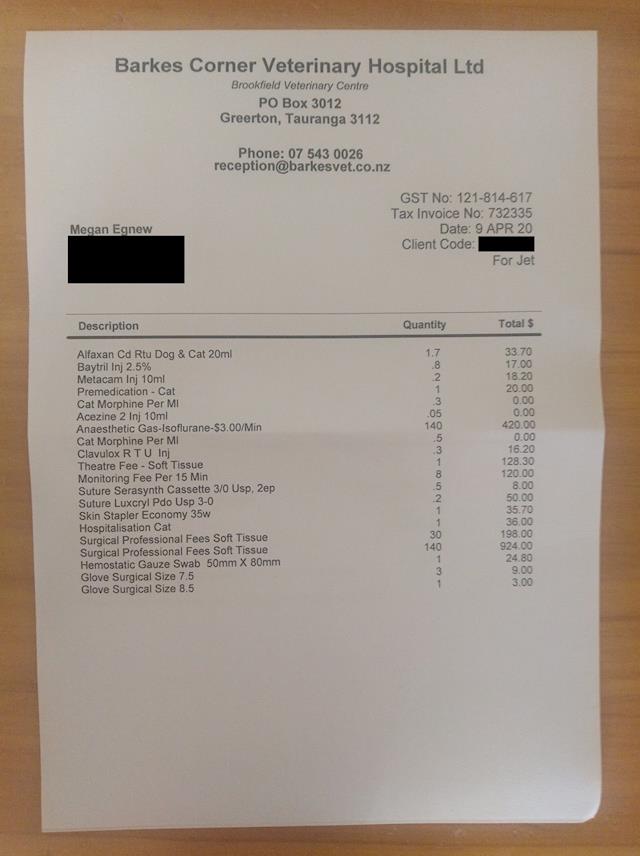 Barkes Corner Veterinary Hospital Ltd
Brookfield Veterinary Centre
PO Box 3012
Greerton, Tauranga 3112
Phone: 07 543 0026
reception@barkesvet.co.nz
GST No: 121-814-617
Tax Invoice No: 732335
Date: 9 APR 20
Client Code:
For Jet
Megan Egnew
Description Quantity Total $
Alfaxan Cd Rtu Dog & Cat 20ml 1.7 33.70
Baytril Inj 2.5% .8 17.00
Metacam Inj 10ml .2 18.20
Premedication - Cat 1 20.00
Cat Morphine Per Ml .3 0.00
Acezine 2 Inj 10ml .05 0.00
Anaesthetic Gas-Isoflurane-$3.00/Min 140 420.00
Cat Morphine Per Ml .5 0.00
Clavulox R T U Inj .3 16.20
Theatre Fee - Soft Tissue 1 128.30
Monitoring Fee Per 15 Min 8 120.00
Suture Serasynth Cassette 3/0 Usp, 2ep .5 8.00
Suture Luxcryl Pdo Usp 3-0 .2 50.00
Skin Stapler Economy 35w 1 35.70
Hospitalisation Cat 1 36.00
Surgical Professional Fees Soft Tissue 30 198.00
Surgical Professional Fees Soft Tissue 140 924.00
Hemostatic Gauze Swab 50mm X 80mm 1 24.80
Glove Surgical Size 7.5 3 9.00
Glove Surgical Size 8.5 1 3.00